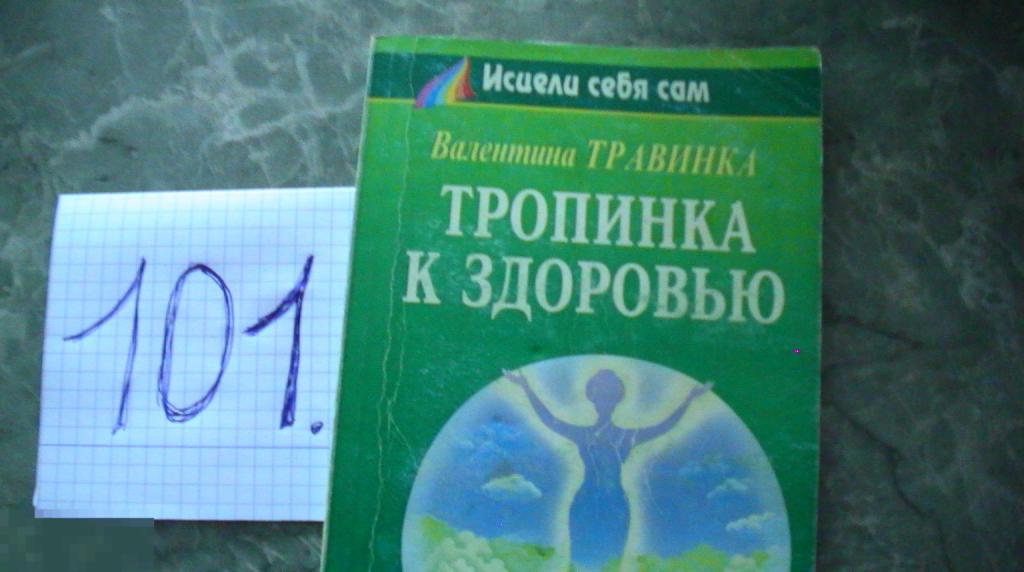 Исцели себя сам
Валентина ТРАВИНКА
ТРОПИНКА
К ЗДОРОВЬЮ
101.